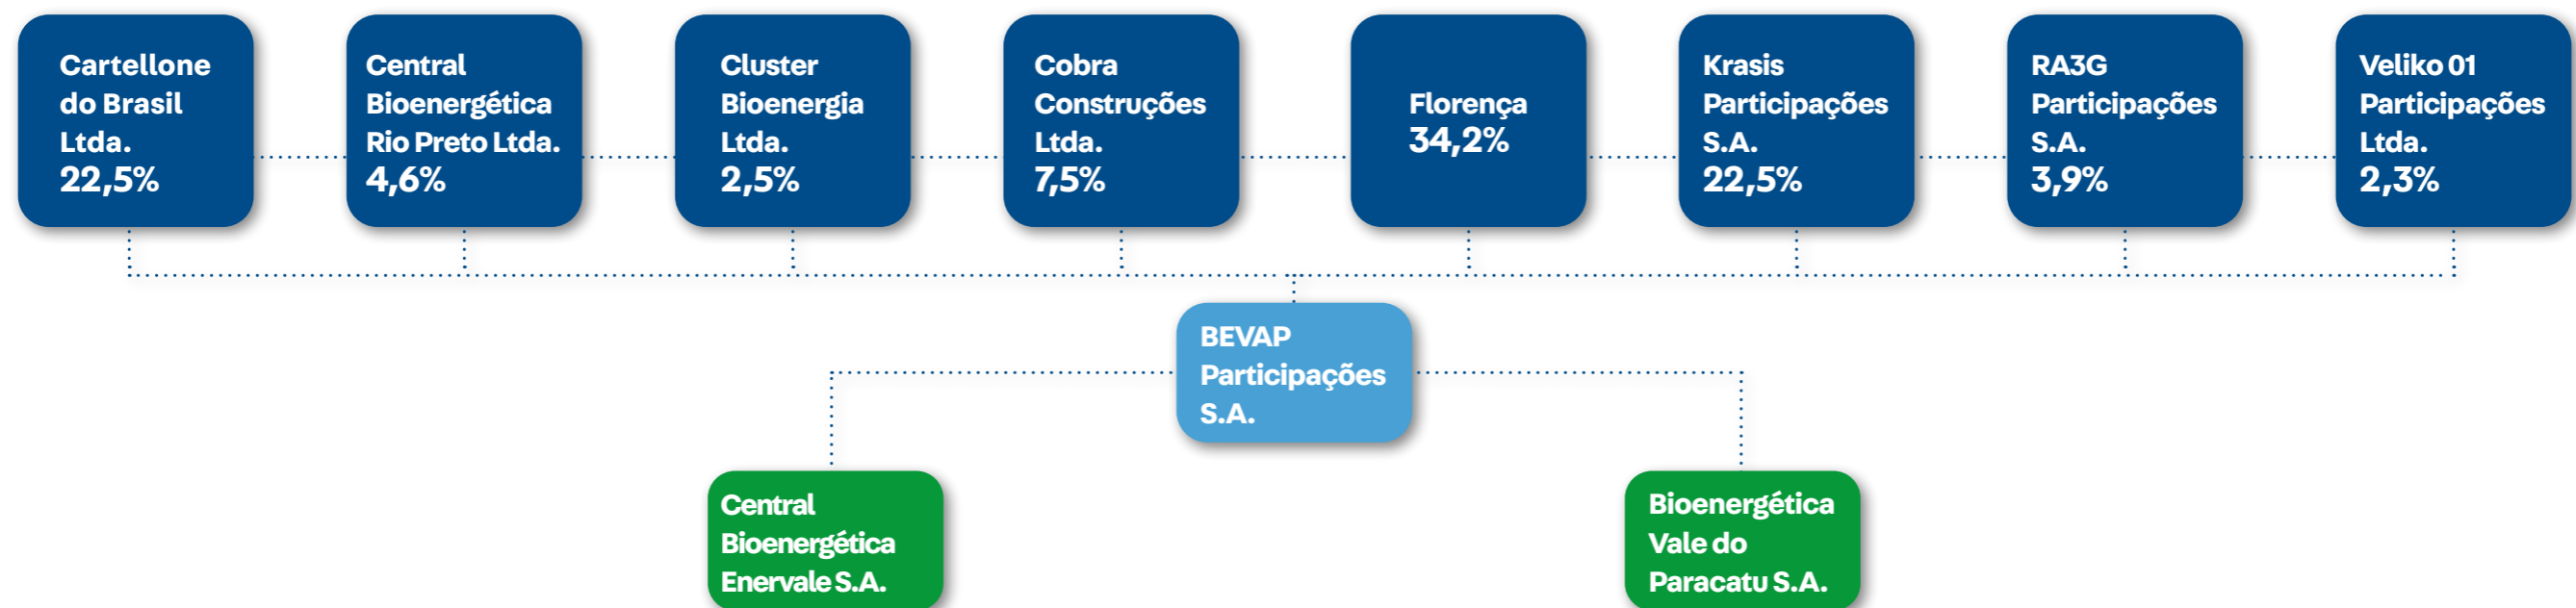 Cartellone
do Brasil
Ltda.
22,5%
Central
Bioenergética
Rio Preto Ltda.
4,6%
Cluster
Bioenergia
Ltda.
2,5%
Cobra
Construções
Ltda.
7,5%
Florença
34,2%
Krasis
Participações
S.A.
22,5%
RA3G
Participações
S.A.
3,9%
Veliko 01
Participações
Ltda.
2,3%
BEVAP
Participações
S.A.
Central
Bioenergética
Enervale S.A.
Bioenergética
Vale do
Paracatu S.A.